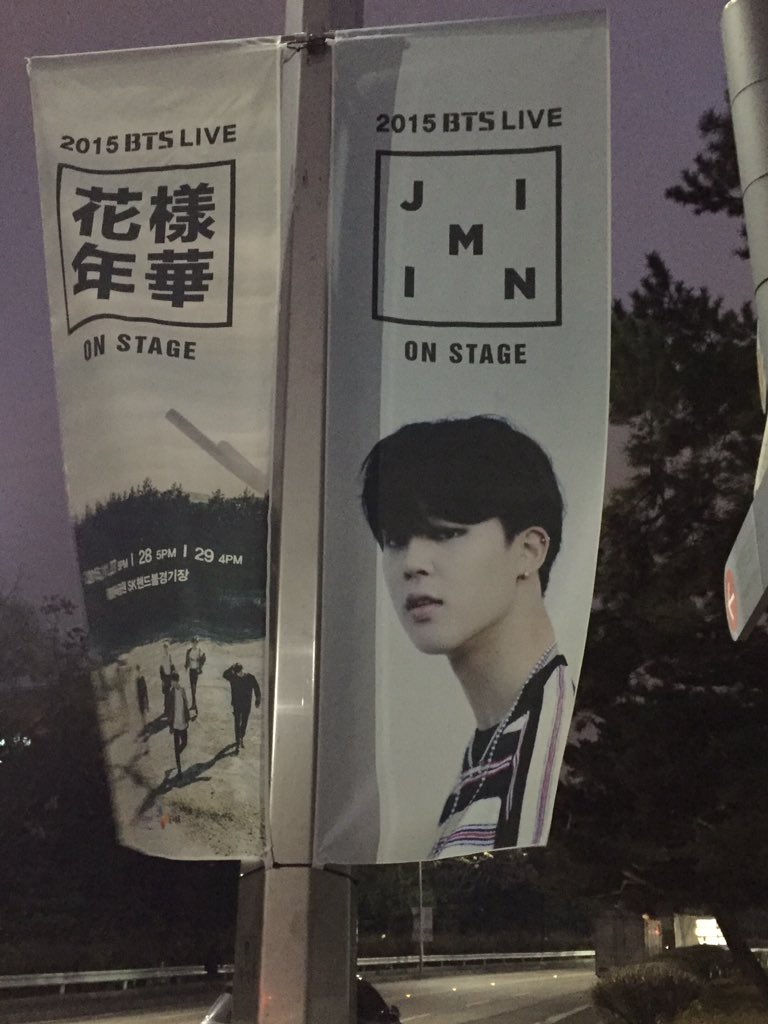 2015 BTS LIVE
花樣
年華
ON STAGE
PM | 28 5PM | 29 4PM
SK핸드볼경기장
2015 BTS LIVE
J I
M
I N
ON STAGE